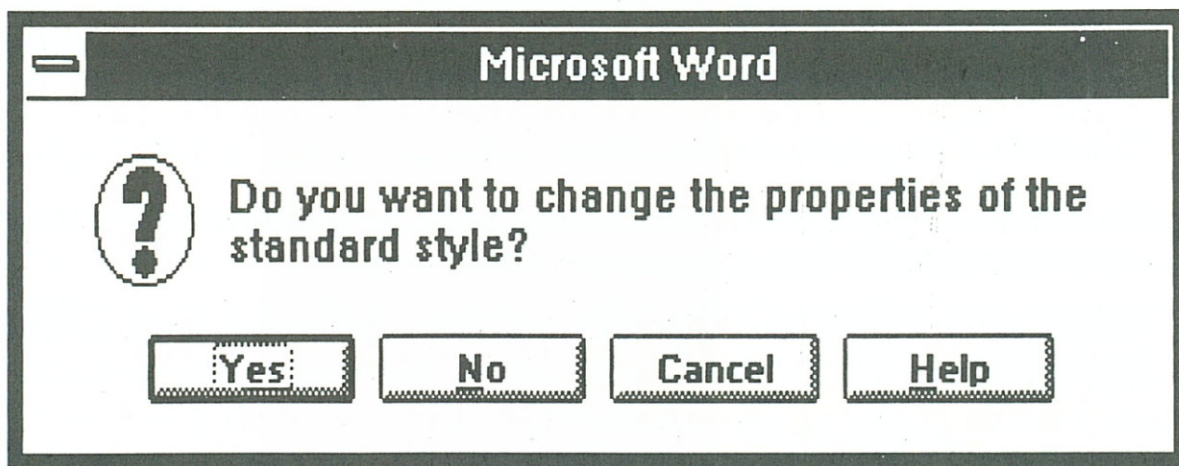 Microsoft Word
Do you want to change the properties of the
standard style?
Yes No Cancel Help